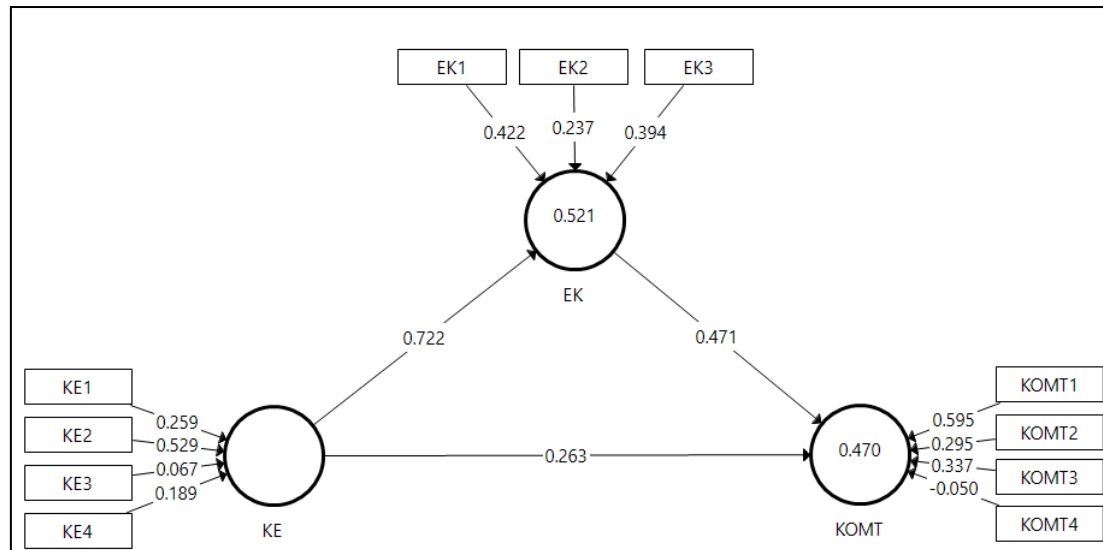 EK1 EK2 EK3
0.422 0.237 0.394
0.521
EK
0.722 0.471
KE1
0.259
KE2
0.529
KE3
0.067
KE4
0.189
KE
0.263
0.470
KOMT
KOMT1
0.595
KOMT2
0.295
KOMT3
0.337
KOMT4
-0.050